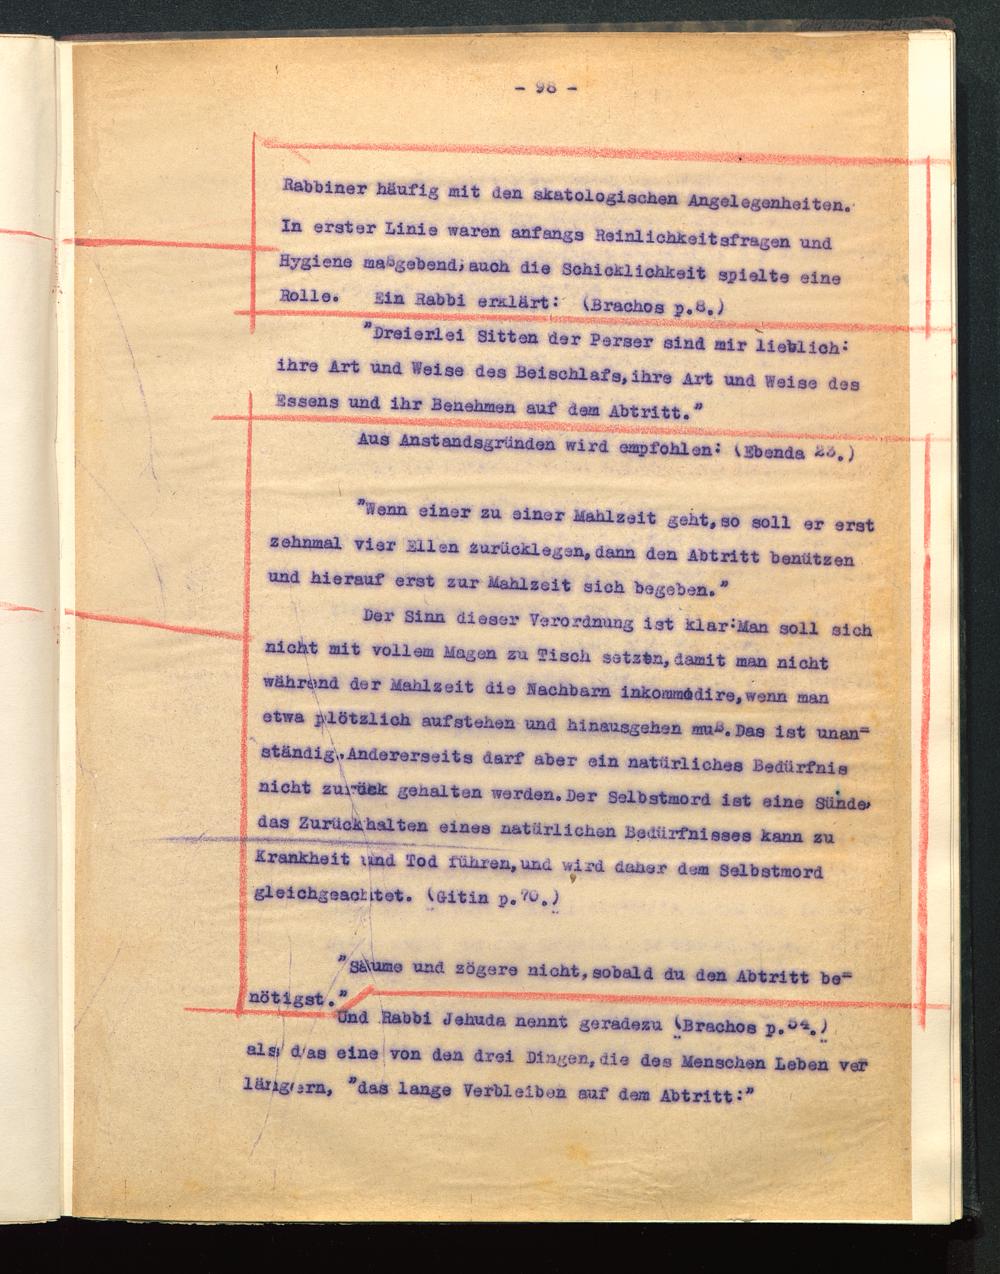 - 98 -
Rabbiner häufig mit den skatologischen Angelegenheiten.
In erster Linie waren anfangs Reinlichkeitsfragen und
Hygiene maßgebend; auch die Schicklichkeit spielte eine
Rolle. Ein Rabbi erklärt: (Brachos p.8.)
"Dreierlei Sitten der Perser sind mir lieblich:
ihre Art und Weise des Beischlafs,ihre Art und Weise des
Essens und ihr Benehmen auf dem Abtritt."
Aus Anstandsgründen wird empfohlen: (Ebenda 23.)
"Wenn einer zu einer Mahlzeit geht,so soll er erst
zehnmal vier Ellen zurücklegen,dann den Abtritt benützen
und hierauf erst zur Mahlzeit sich begeben."
Der Sinn dieser Verordnung ist klar:Man soll sich
nicht mit vollem Magen zu Tisch setzen,damit man nicht
während der Mahlzeit die Nachbarn inkommodire,wenn man
etwa plötzlich aufstehen und hinausgehen muß.Das ist unan=
ständig.Andererseits darf aber ein natürliches Bedürfnis
nicht zurück gehalten werden.Der Selbstmord ist eine Sünde,
das Zurückhalten eines natürlichen Bedürfnisses kann zu
Krankheit und Tod führen,und wird daher dem Selbstmord
gleichgeachtet. (Gitin p.70.)
"Säume und zögere nicht,sobald du den Abtritt be=
nötigst."
Und Rabbi Jehuda nennt geradezu (Brachos p.54.)
als das eine von den drei Dingen,die des Menschen Leben ver
längern, "das lange Verbleiben auf dem Abtritt:"